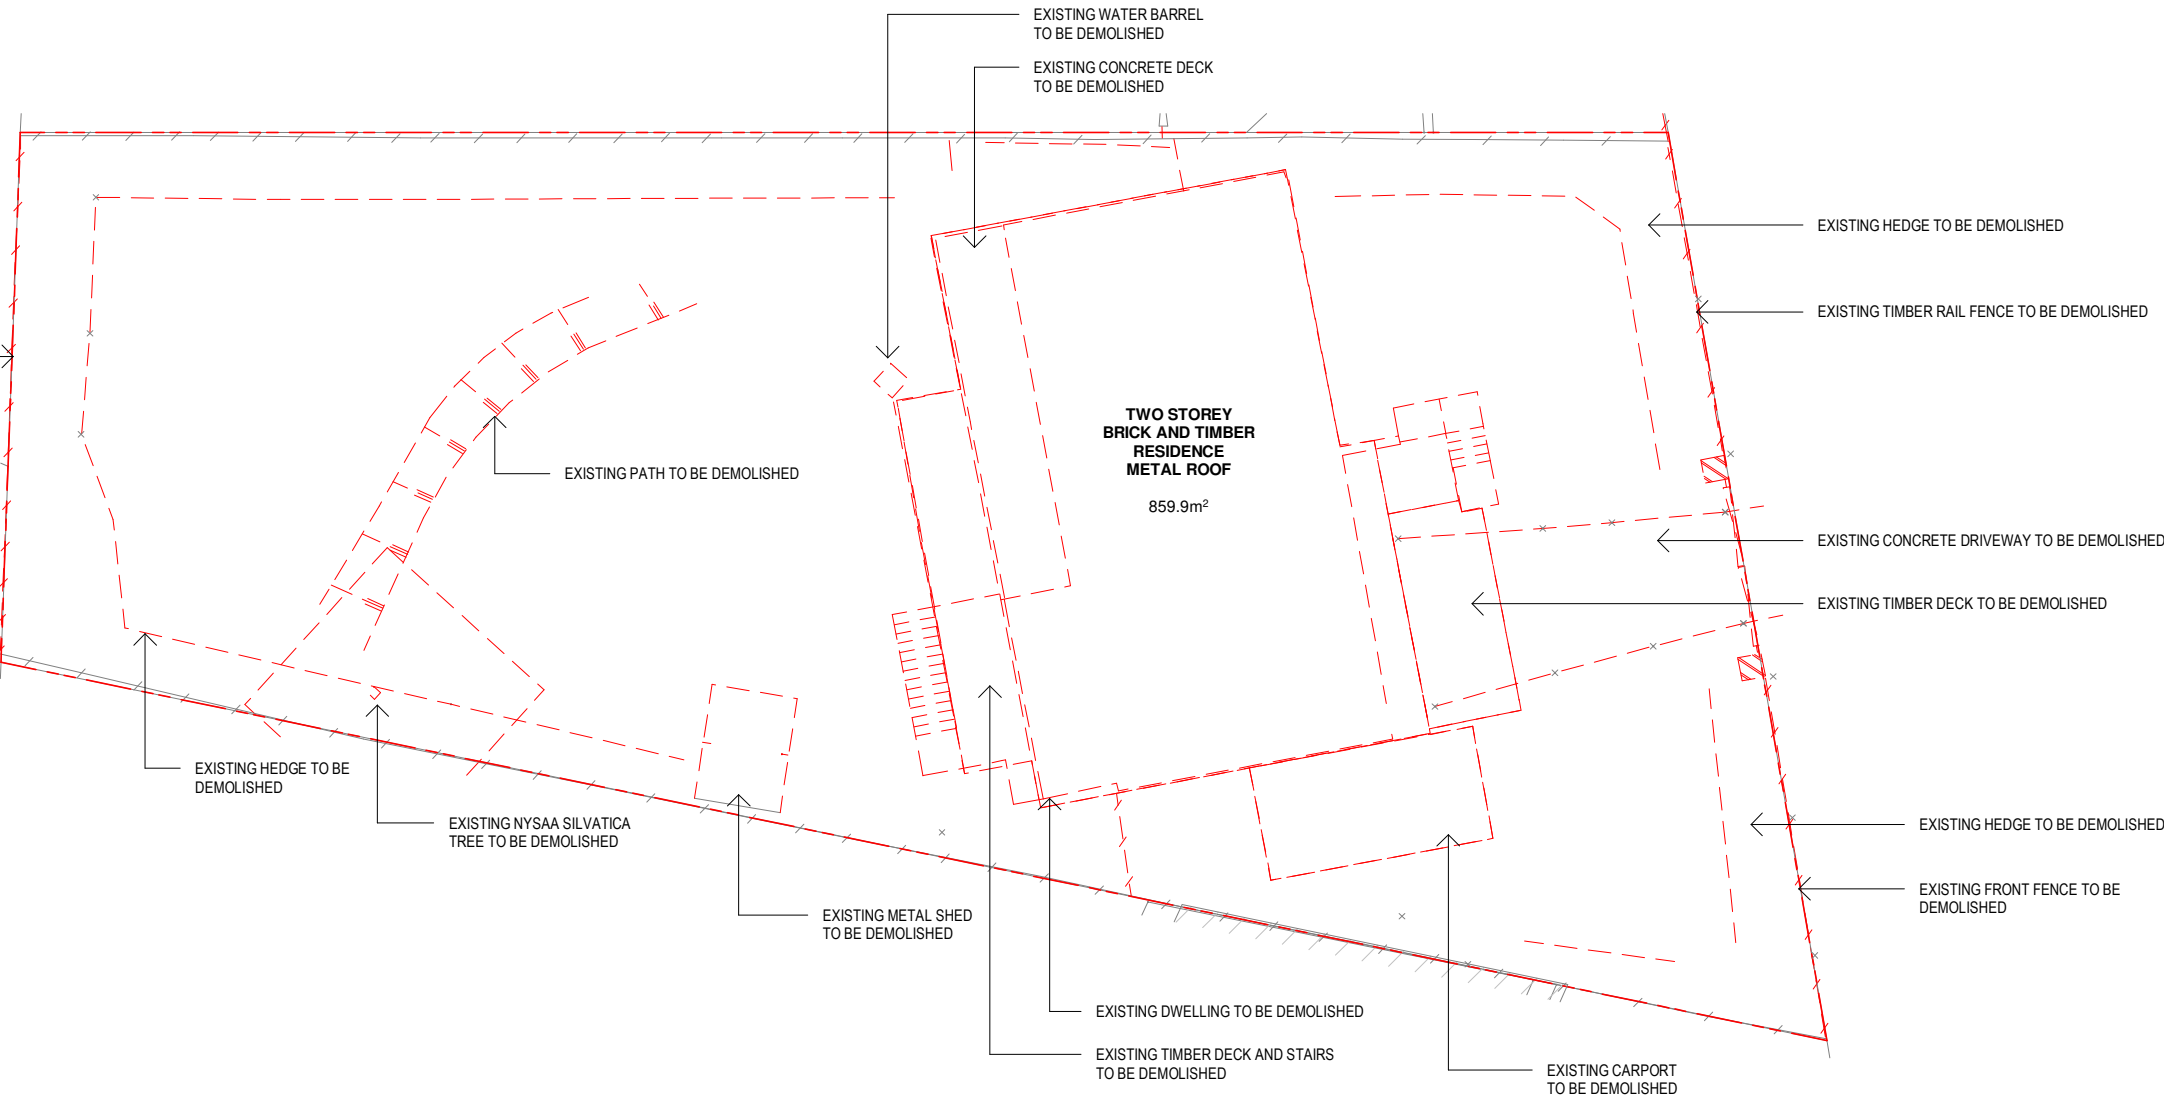 EXISTING WATER BARREL
TO BE DEMOLISHED
EXISTING CONCRETE DECK
TO BE DEMOLISHED
EXISTING HEDGE TO BE DEMOLISHED
EXISTING TIMBER RAIL FENCE TO BE DEMOLISHED
TWO STOREY
BRICK AND TIMBER
RESIDENCE
METAL ROOF
859.9m²
EXISTING PATH TO BE DEMOLISHED
EXISTING CONCRETE DRIVEWAY TO BE DEMOLISHED
EXISTING TIMBER DECK TO BE DEMOLISHED
EXISTING HEDGE TO BE
DEMOLISHED
EXISTING NYSAA SILVATICA
TREE TO BE DEMOLISHED
EXISTING HEDGE TO BE DEMOLISHED
EXISTING FRONT FENCE TO BE
DEMOLISHED
EXISTING METAL SHED
TO BE DEMOLISHED
EXISTING DWELLING TO BE DEMOLISHED
EXISTING TIMBER DECK AND STAIRS
TO BE DEMOLISHED
EXISTING CARPORT
TO BE DEMOLISHED